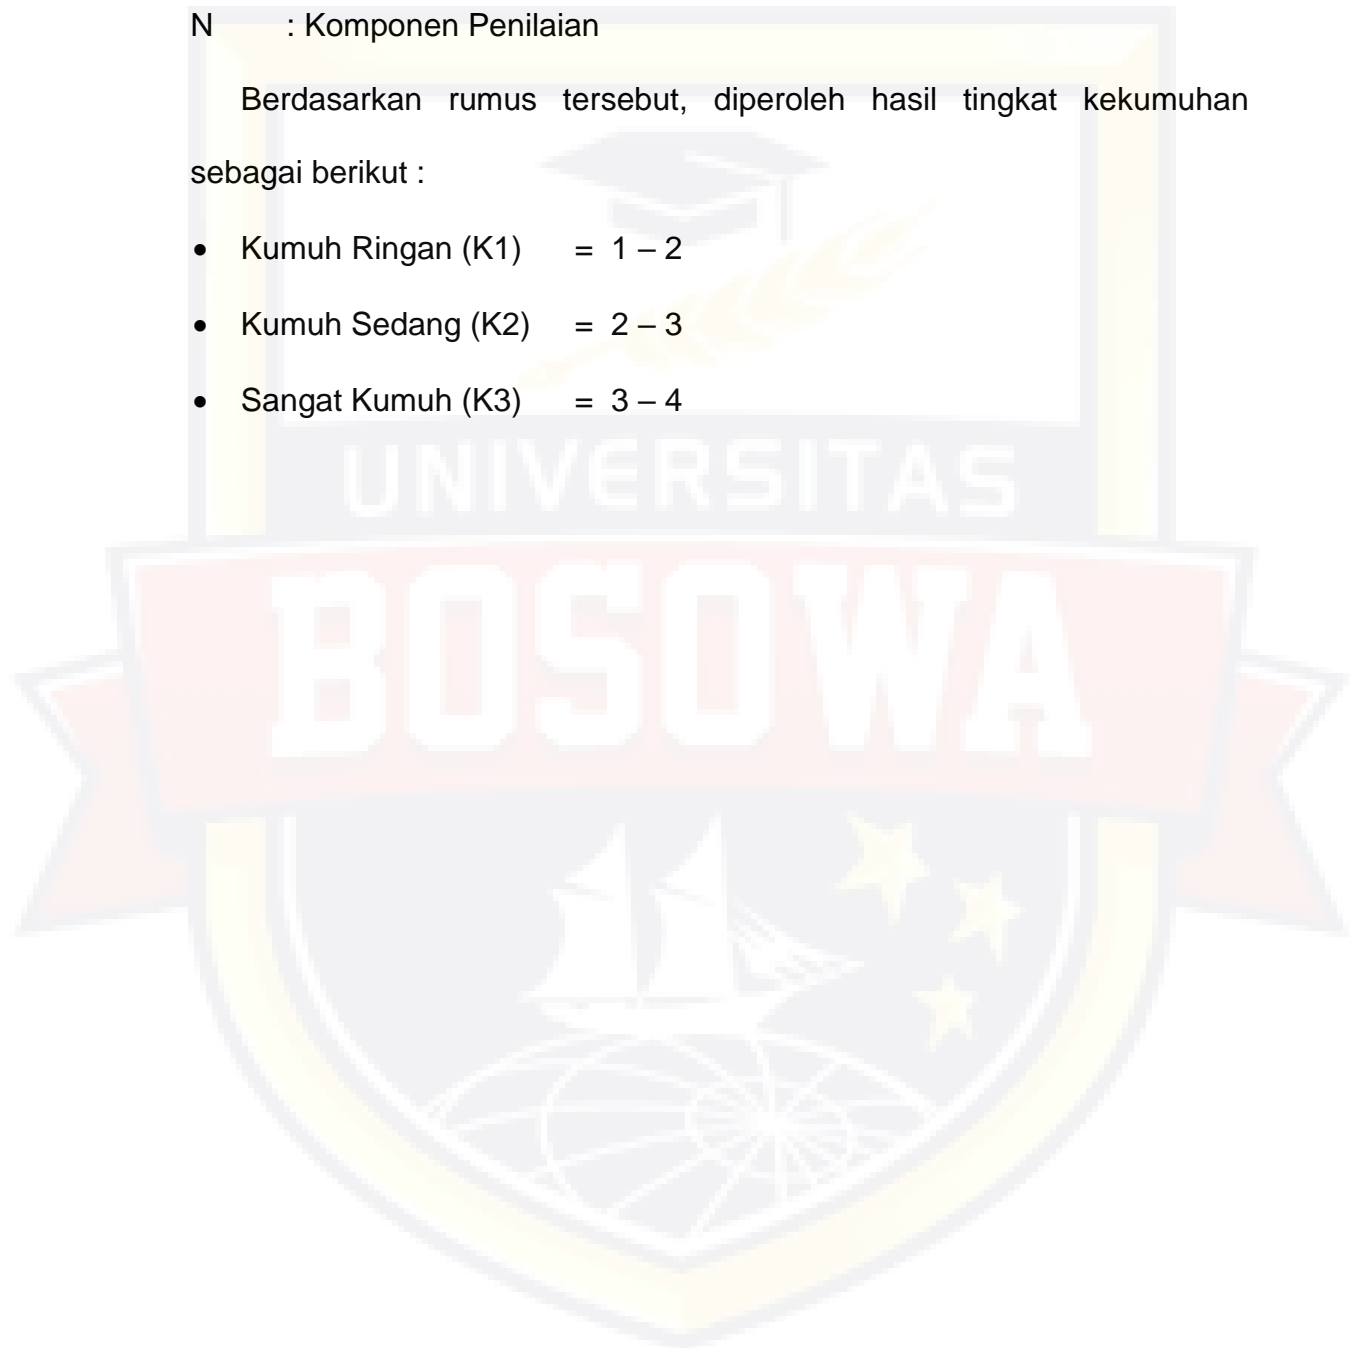 N : Komponen Penilaian
Berdasarkan rumus tersebut, diperoleh hasil tingkat kekumuhan
sebagai berikut :
• Kumuh Ringan (K1) = 1 – 2
• Kumuh Sedang (K2) = 2 – 3
• Sangat Kumuh (K3) = 3 – 4
UNIVERSITAS
BOSOWA